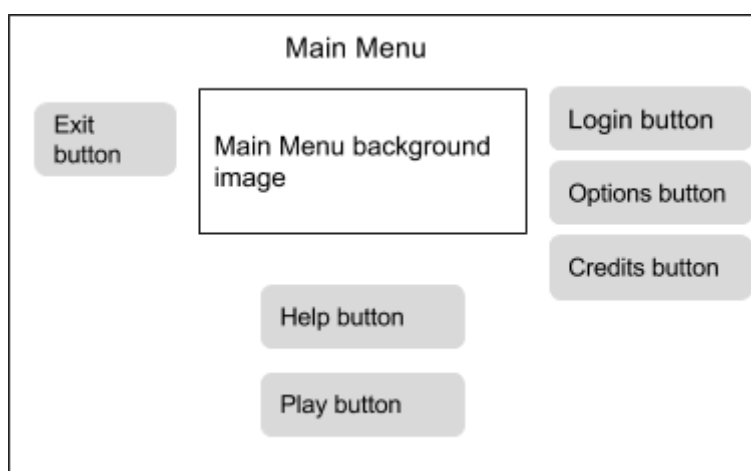 Main Menu
Exit
button
Main Menu background
image
Login button
Options button
Credits button
Help button
Play button